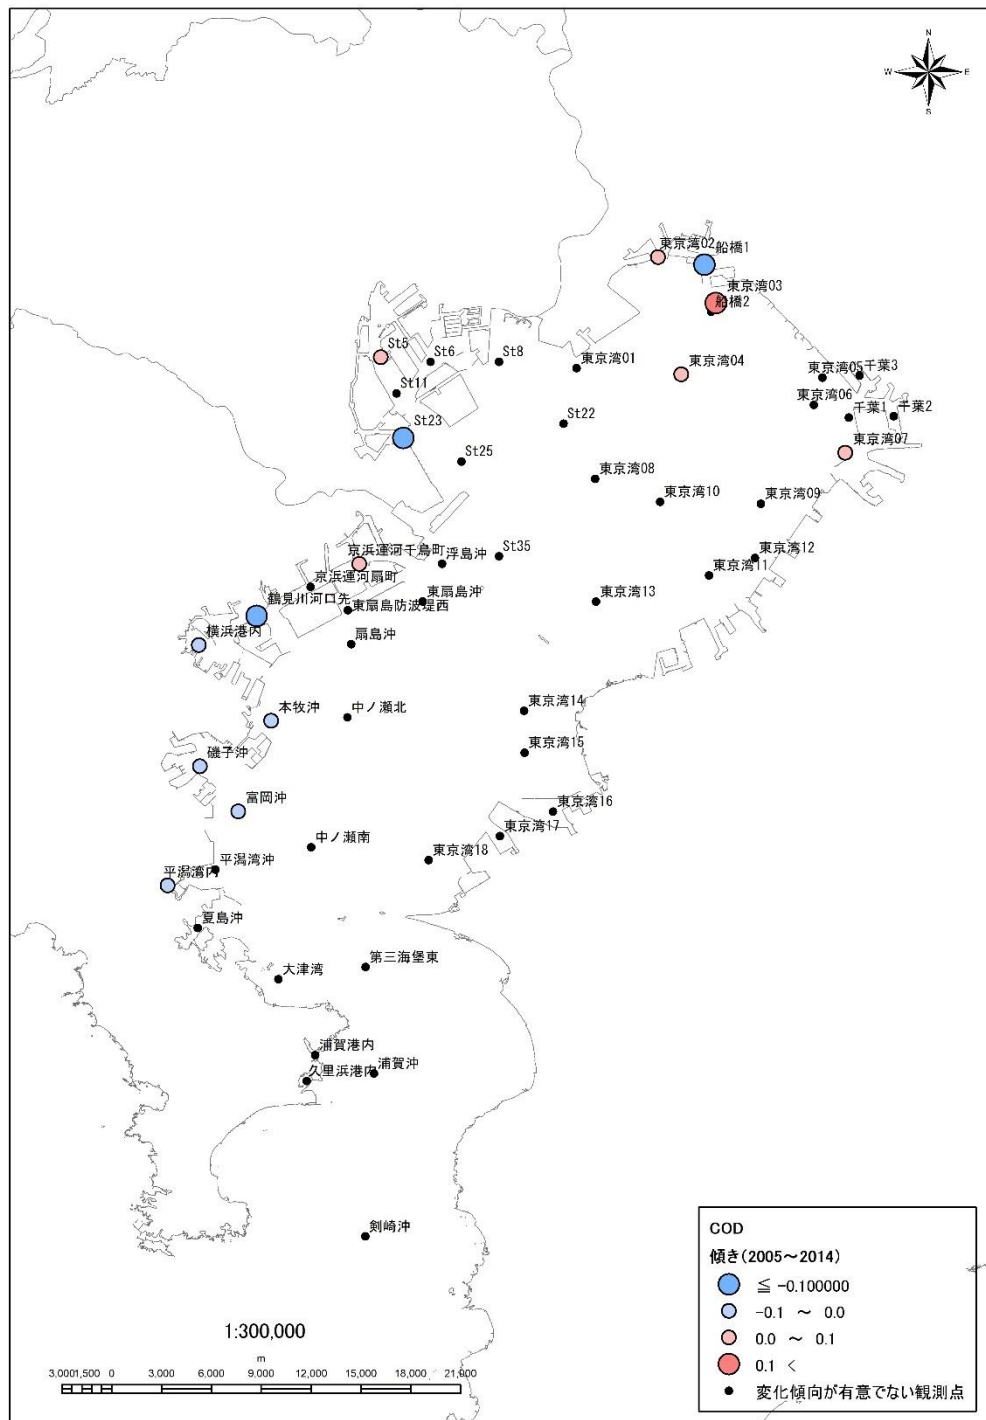 N
W
E
S
東京湾02
船橋1
東京湾03
船橋2
St5
St6
St8
東京湾01
東京湾04
東京湾05
千葉3
St11
東京湾06
千葉1
千葉2
St23
St22
東京湾07
St25
東京湾08
東京湾10
東京湾09
京浜運河千鳥町
浮島沖
St35
東京湾12
京浜運河扇町
東京湾11
鶴見川河口先
東扇島防波堤西
東扇島沖
東京湾13
横浜港内
扇島沖
本牧沖
中ノ瀬北
東京湾14
磯子沖
東京湾15
富岡沖
東京湾16
中ノ瀬南
東京湾17
平潟湾内
平潟湾沖
東京湾18
夏島沖
大津湾
第三海堡東
浦賀港内
久里浜港内
浦賀沖
剣崎沖
1:300,000
m
3,000 1,500 0 3,000 6,000 9,000 12,000 15,000 18,000 21,000
COD
傾き(2005～2014)
≦ -0.100000
-0.1 ～ 0.0
0.0 ～ 0.1
0.1 <
変化傾向が有意でない観測点